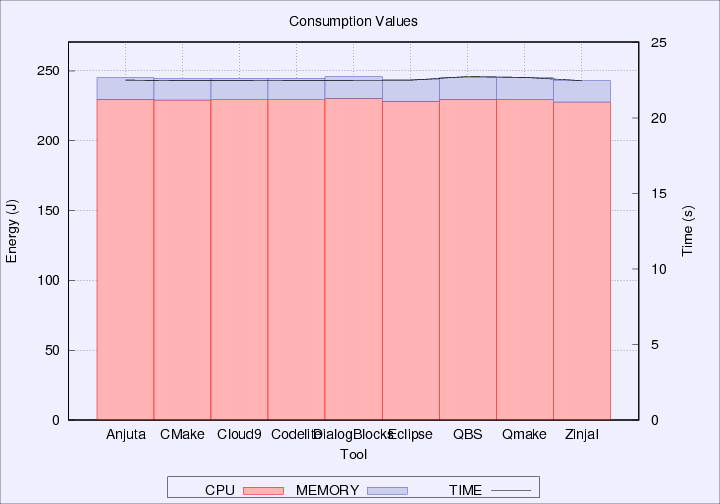 Consumption Values
Energy (J)
250
200
150
100
50
0
25
20
15
10
5
0
Time (s)
Anjuta CMake Cloud9 Codelite DialogBlocks Eclipse QBS Qmake Zinjal
Tool
CPU MEMORY TIME